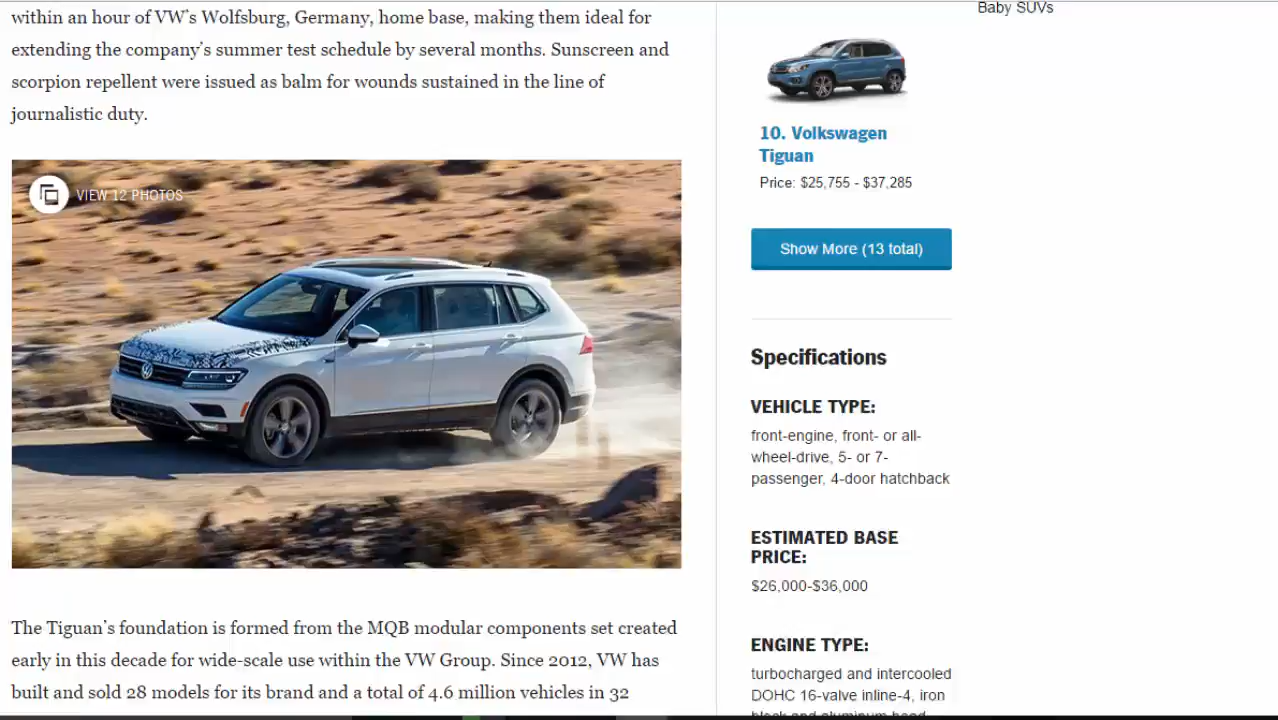 within an hour of VW's Wolfsburg, Germany, home base, making them ideal for
extending the company's summer test schedule by several months. Sunscreen and
scorpion repellent were issued as balm for wounds sustained in the line of
journalistic duty.
VIEW 12 PHOTOS
The Tiguan's foundation is formed from the MQB modular components set created
early in this decade for wide-scale use within the VW Group. Since 2012, VW has
built and sold 28 models for its brand and a total of 4.6 million vehicles in 32
Baby SUVs
10. Volkswagen
Tiguan
Price: $25,755 - $37,285
Show More (13 total)
Specifications
VEHICLE TYPE:
front-engine, front- or all-
wheel-drive, 5- or 7-
passenger, 4-door hatchback
ESTIMATED BASE
PRICE:
$26,000-$36,000
ENGINE TYPE:
turbocharged and intercooled
DOHC 16-valve inline-4, iron
block and aluminum head